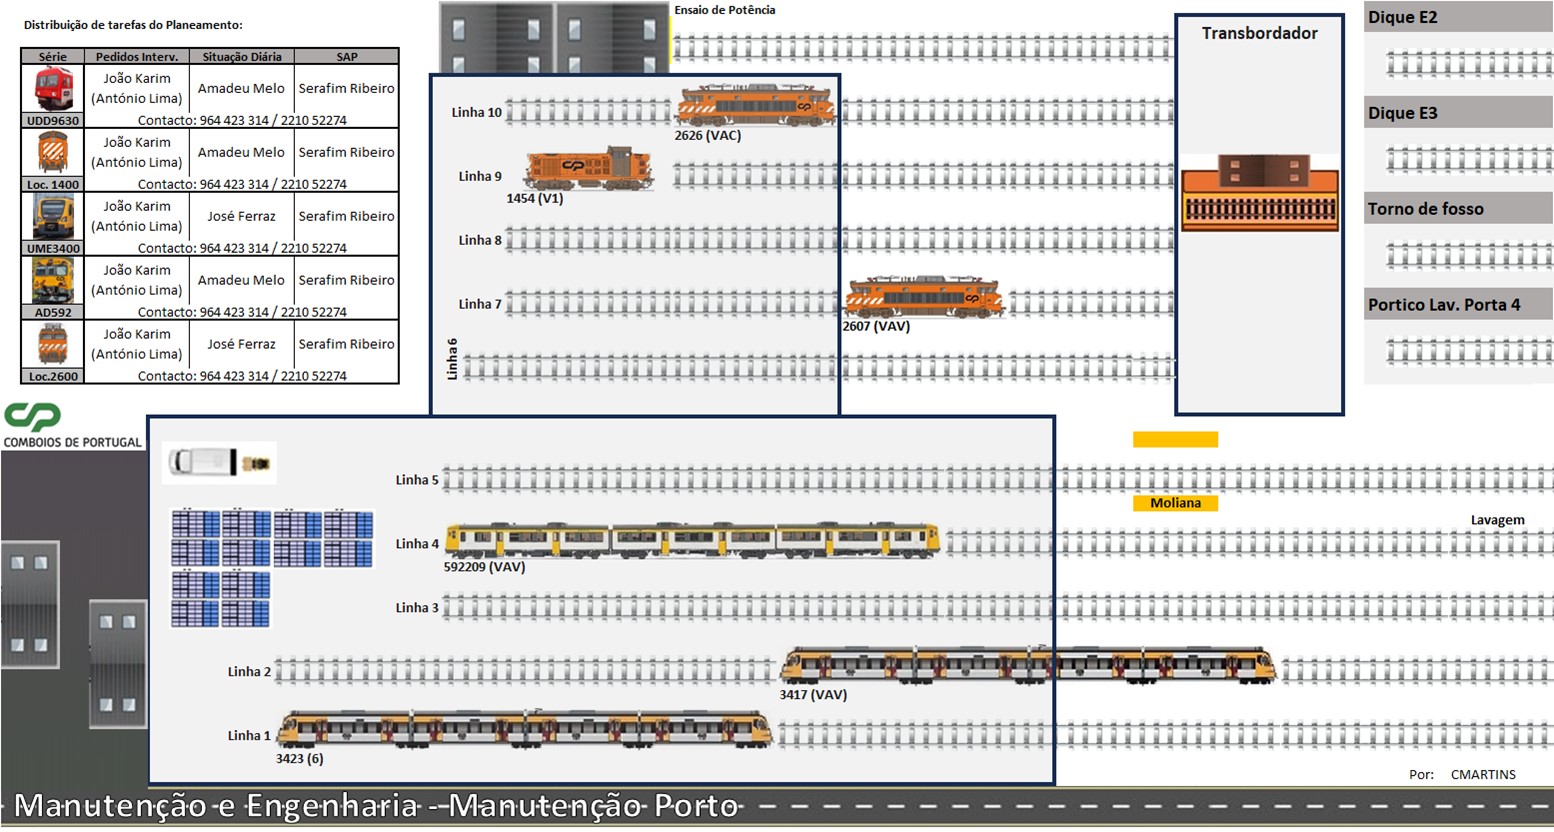 Distribuição de tarefas do Planeamento:
Série Pedidos Interv. Situação Diária SAP
João Karim
(António Lima) Amadeu Melo Serafim Ribeiro
UDD9630 Contacto: 964 423 314 / 2210 52274
João Karim
(António Lima) Amadeu Melo Serafim Ribeiro
Loc. 1400 Contacto: 964 423 314 / 2210 52274
João Karim
(António Lima) José Ferraz Serafim Ribeiro
UME3400 Contacto: 964 423 314 / 2210 52274
João Karim
(António Lima) Amadeu Melo Serafim Ribeiro
AD592 Contacto: 964 423 314 / 2210 52274
João Karim
(António Lima) José Ferraz Serafim Ribeiro
Loc.2600 Contacto: 964 423 314 / 2210 52274
Ensaio de Potência
Linha 10
2626 (VAC)
Linha 9
1454 (V1)
Linha 8
Linha 7
2607 (VAV)
Linha 6
Transbordador
Dique E2
Dique E3
Torno de fosso
Portico Lav. Porta 4
CP
COMBOIOS DE PORTUGAL
Linha 5
Moliana
Lavagem
Linha 4
592209 (VAV)
Linha 3
Linha 2
3417 (VAV)
Linha 1
3423 (6)
Por: CMARTINS
Manutenção e Engenharia - Manutenção Porto